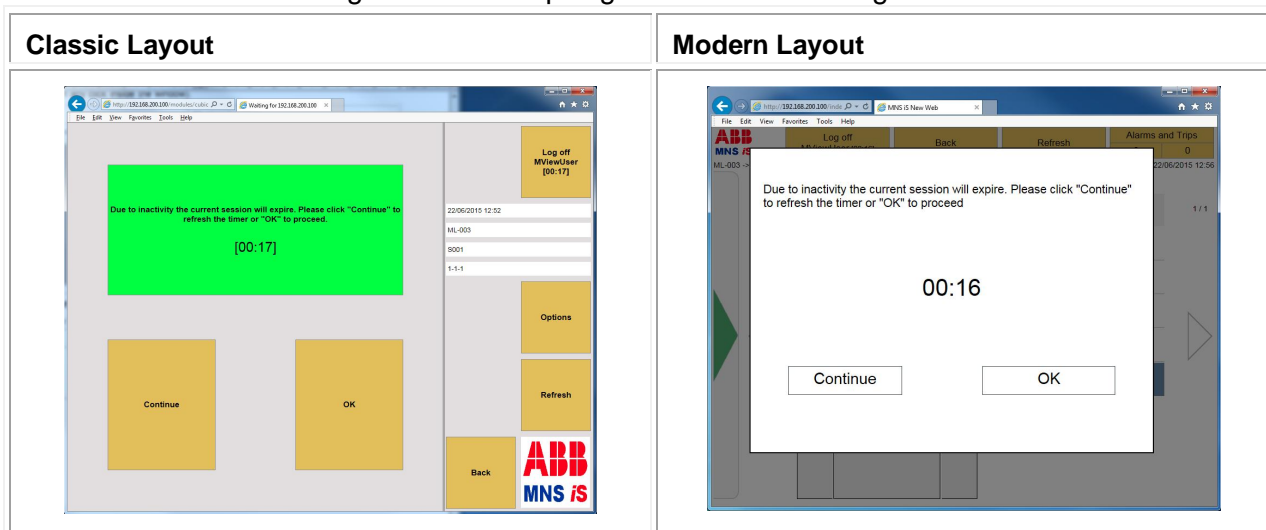 Classic Layout
Modern Layout
http://192.168.200.100/modules/cubic
Waiting for 192.168.200.100
File Edit View Favorites Tools Help
Due to inactivity the current session will expire. Please click "Continue" to
refresh the timer or "OK" to proceed.
[00:17]
Continue
OK
Log off
MViewUser
[00:17]
22/06/2015 12:52
ML-003
S001
1-1-1
Options
Refresh
Back
ABB
MNS iS
http://192.168.200.100/inde
MNS iS New Web
File Edit View Favorites Tools Help
ABB
MNS iS
Log off
Back
Refresh
Alarms and Trips
0
ML-003 ->
22/06/2015 12:56
1 / 1
Due to inactivity the current session will expire. Please click "Continue"
to refresh the timer or "OK" to proceed
00:16
Continue
OK